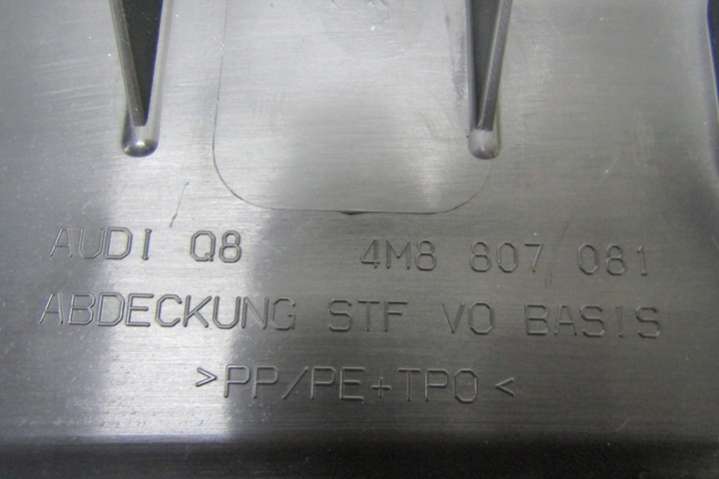 AUDI Q8 4M8 807 081
ABDECKUNG STF VO BASIS
>PP/PE+TPO<